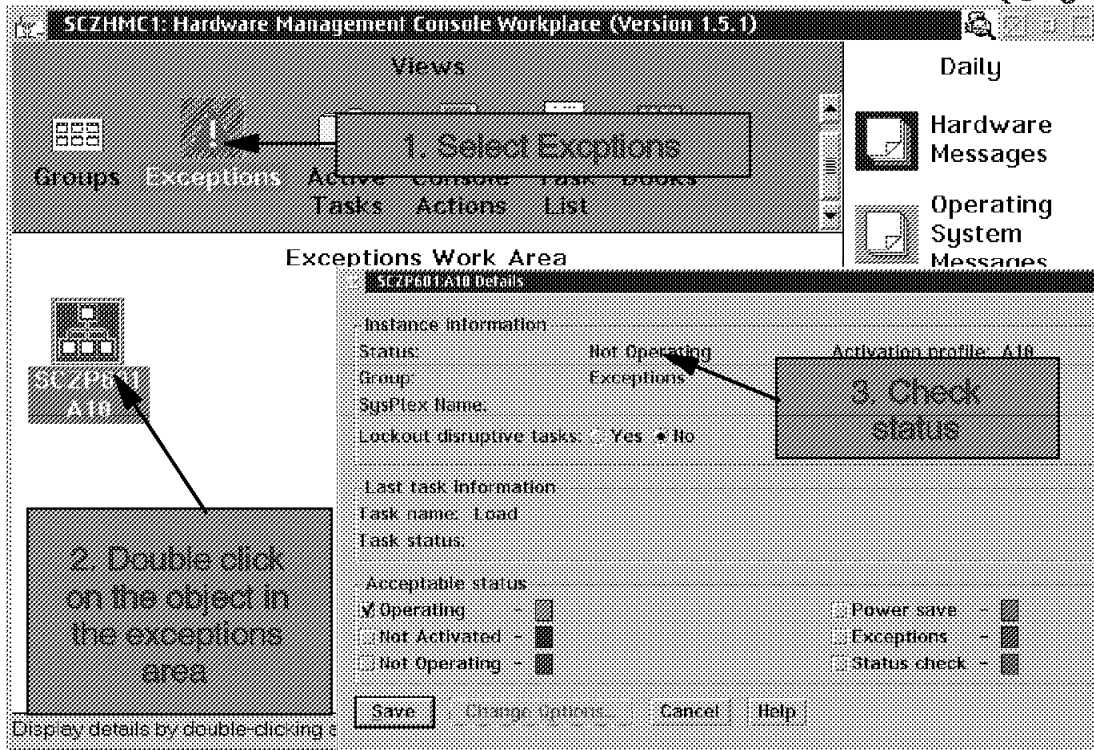 SCZHMC1: Hardware Management Console Workplace (Version 1.5.1)
Views
Daily
Groups
Exceptions
Active
Tasks
Console
Actions
Task
List
Books
1. Select Excptions
Hardware
Messages
Operating
System
Messages
Exceptions Work Area
SCZP601
A10
2. Double click
on the object in
the exceptions
area
SCZP601:A10 Details
Instance information
Status: Not Operating Activation profile: A10
Group: Exceptions
SysPlex Name:
Lockout disruptive tasks: Yes No
3. Check
status
Last task information
Task name: Load
Task status:
Acceptable status
Operating - Power save -
Not Activated - Exceptions -
Not Operating - Status check -
Save Change Options... Cancel Help
Display details by double-clicking